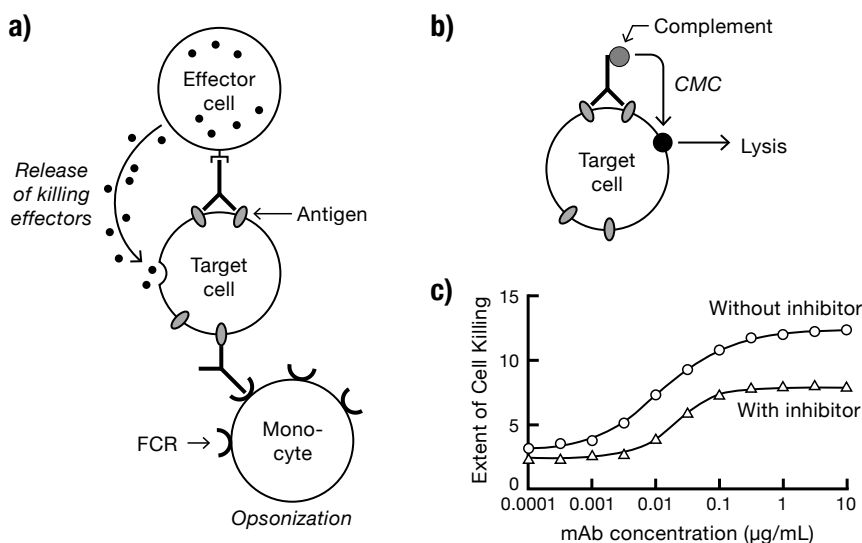 a)
Effector
cell
Release
of killing
effectors
Antigen
Target
cell
FCR
Mono-
cyte
Opsonization
b)
Complement
CMC
Target
cell
Lysis
c)
15
10
5
0
Extent of Cell Killing
Without inhibitor
With inhibitor
0.0001 0.001 0.01 0.1 1 10
mAb concentration (µg/mL)